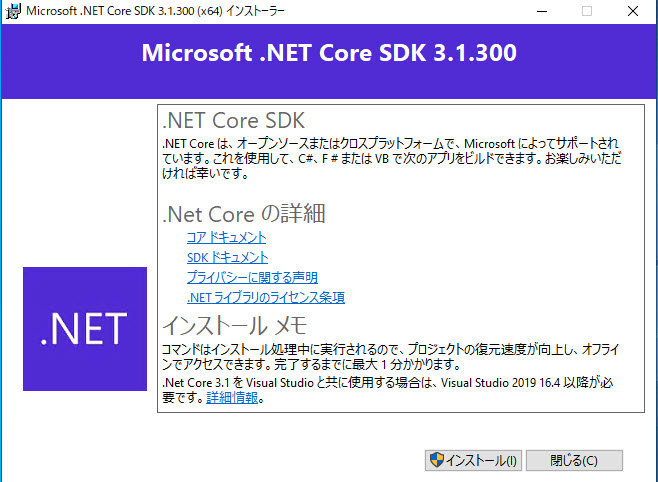 Microsoft .NET Core SDK 3.1.300 (x64) インストーラー
Microsoft .NET Core SDK 3.1.300
.NET Core SDK
.NET Core は、オープンソースまたはクロスプラットフォームで、Microsoft によってサポートされ
ています。これを使用して、C#、F # または VB で次のアプリをビルドできます。お楽しみいただ
ければ幸いです。
.Net Core の詳細
コア ドキュメント
SDK ドキュメント
プライバシーに関する声明
.NET ライブラリのライセンス条項
インストール メモ
コマンドはインストール処理中に実行されるので、プロジェクトの復元速度が向上し、オフライ
ンでアクセスできます。完了するまでに最大 1 分かかります。
.Net Core 3.1 を Visual Studio と共に使用する場合は、Visual Studio 2019 16.4 以降が必
要です。詳細情報。
.NET
インストール(I)
閉じる(C)